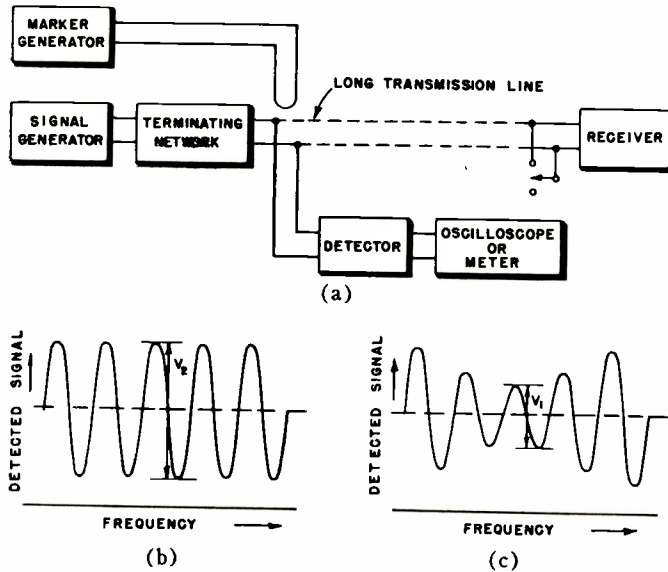 MARKER
GENERATOR
LONG TRANSMISSION LINE
SIGNAL
GENERATOR
TERMINATING
NETWORK
RECEIVER
DETECTOR
OSCILLOSCOPE
OR
METER
(a)
DETECTED SIGNAL
V2
FREQUENCY
(b)
DETECTED SIGNAL
V1
FREQUENCY
(c)